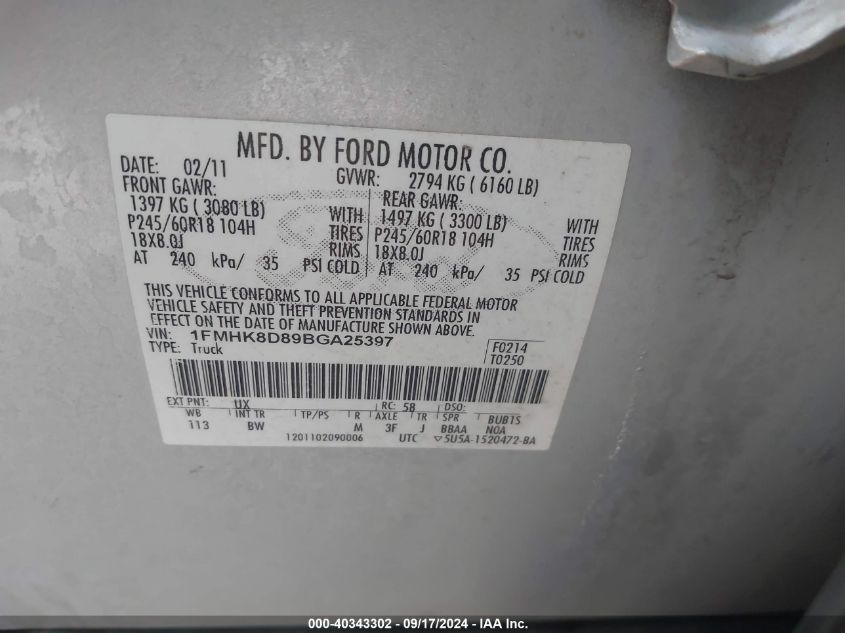 MFD. BY FORD MOTOR CO.
DATE: 02/11 GVWR: 2794 KG ( 6160 LB)
FRONT GAWR: REAR GAWR:
1397 KG ( 3080 LB) WITH 1497 KG ( 3300 LB) WITH
P245/60R18 104H TIRES P245/60R18 104H TIRES
18X8.0J RIMS 18X8.0J RIMS
AT 240 kPa/ 35 PSI COLD AT 240 kPa/ 35 PSI COLD
THIS VEHICLE CONFORMS TO ALL APPLICABLE FEDERAL MOTOR
VEHICLE SAFETY AND THEFT PREVENTION STANDARDS IN
EFFECT ON THE DATE OF MANUFACTURE SHOWN ABOVE.
VIN: 1FMHK8D89BGA25397 F0214
TYPE: Truck T0250
EXT PNT: UX RC: 58 DSO:
WB INT TR TP/PS R AXLE TR SPR BUBTS
113 BW M 3F J BBAA NOA
1201102090006 UTC ▽5U5A-1520472-BA
000-40343302 - 09/17/2024 - IAAI.com